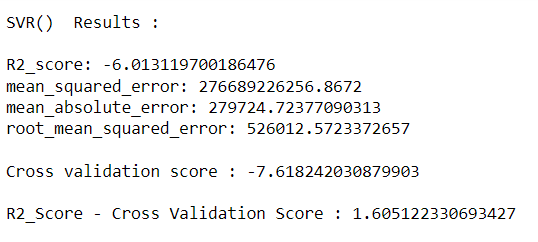 SVR()  Results :
R2_score: -6.013119700186476
mean_squared_error: 276689226256.8672
mean_absolute_error: 279724.72377090313
root_mean_squared_error: 526012.5723372657
Cross validation score : -7.618242030879903
R2_Score - Cross Validation Score : 1.605122330693427